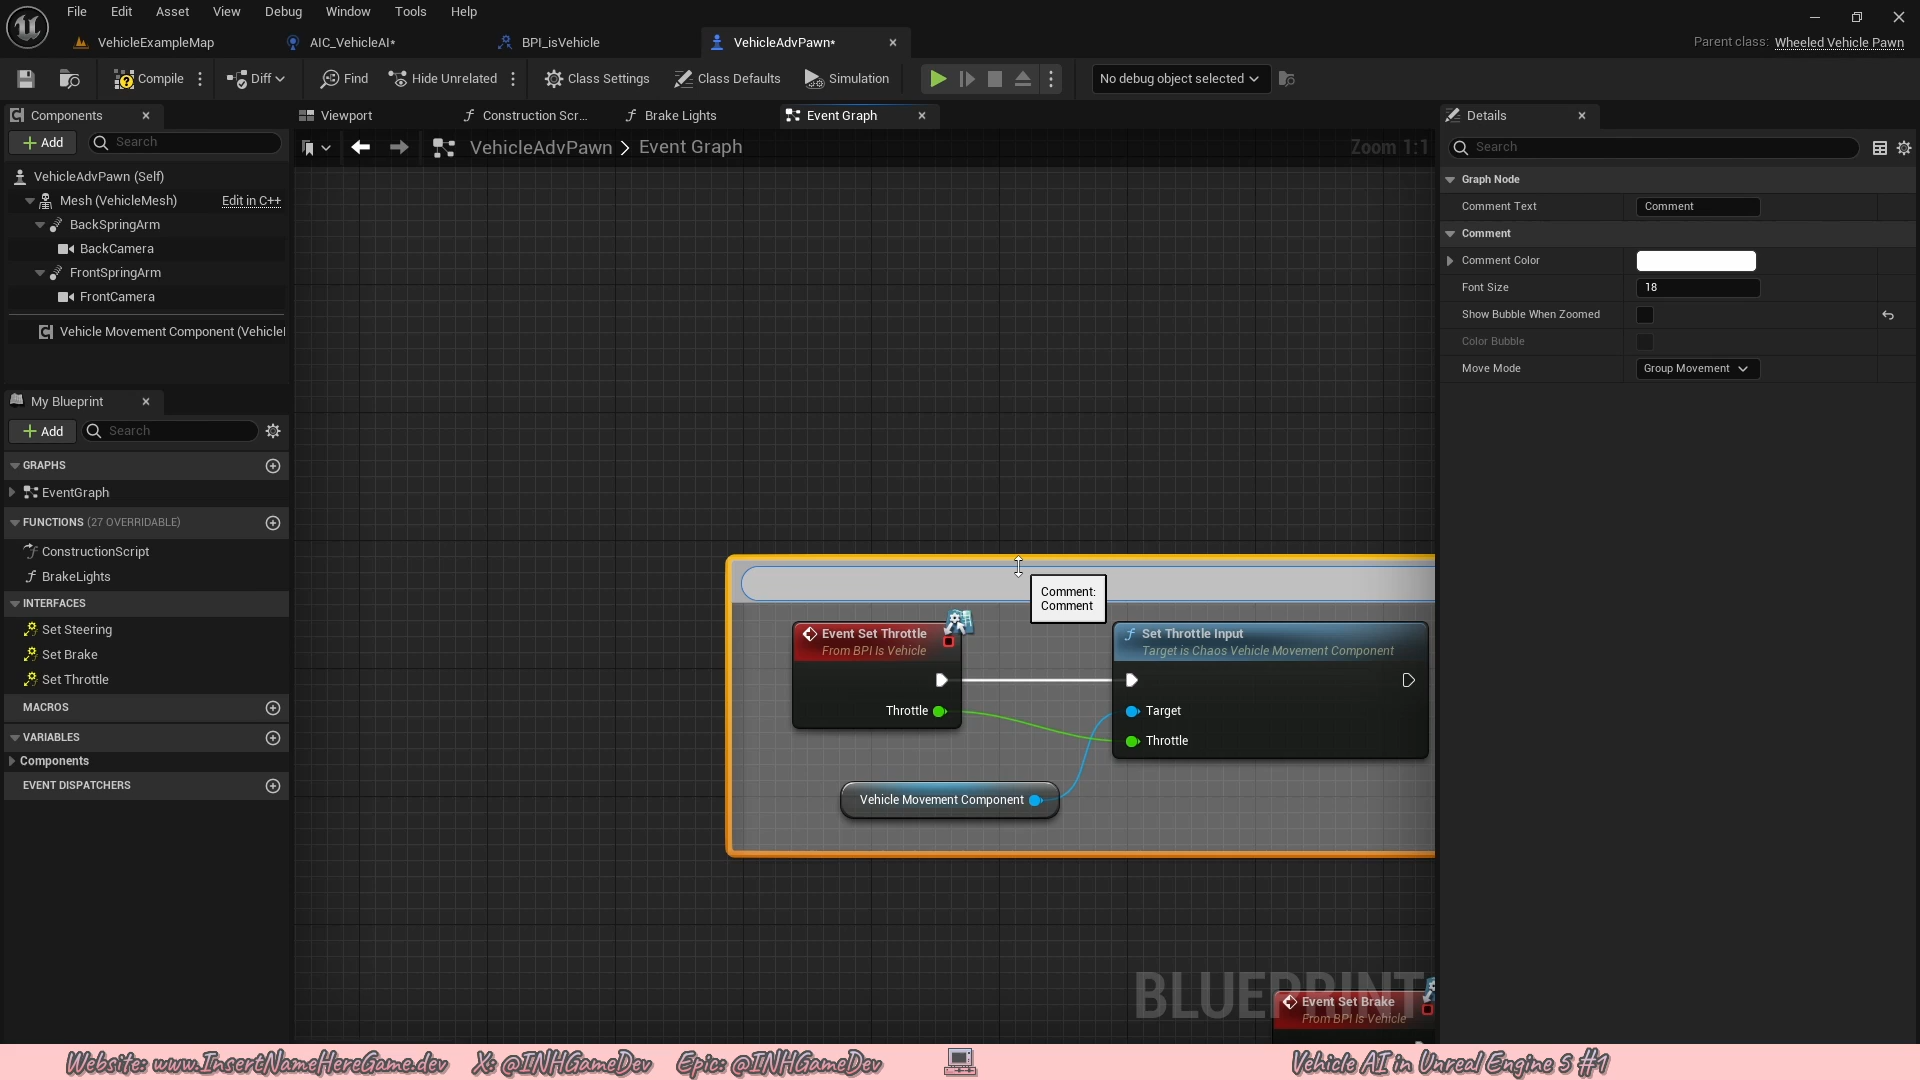 File Edit Asset View Debug Window Tools Help
VehicleExampleMap AIC_VehicleAI* BPI_isVehicle VehicleAdvPawn*
Parent class: Wheeled Vehicle Pawn
Compile Diff Find Hide Unrelated Class Settings Class Defaults Simulation No debug object selected
Components
Add Search
VehicleAdvPawn (Self)
Mesh (VehicleMesh) Edit in C++
BackSpringArm
BackCamera
FrontSpringArm
FrontCamera
Vehicle Movement Component (Vehicle
My Blueprint
Add Search
GRAPHS
EventGraph
FUNCTIONS (27 OVERRIDABLE)
ConstructionScript
BrakeLights
INTERFACES
Set Steering
Set Brake
Set Throttle
MACROS
VARIABLES
Components
EVENT DISPATCHERS
Viewport Construction Scr... Brake Lights Event Graph
VehicleAdvPawn > Event Graph
Zoom 1:1
Comment:
Comment
Event Set Throttle
From BPI Is Vehicle
Throttle
Set Throttle Input
Target is Chaos Vehicle Movement Component
Target
Throttle
Vehicle Movement Component
BLUEPRINT
Event Set Brake
From BPI Is Vehicle
Details
Search
Graph Node
Comment Text Comment
Comment
Comment Color
Font Size 18
Show Bubble When Zoomed
Color Bubble
Move Mode Group Movement
Website: www.InsertNameHereGame.dev X: @INHGameDev Epic: @INHGameDev Vehicle AI in Unreal Engine 5 #1